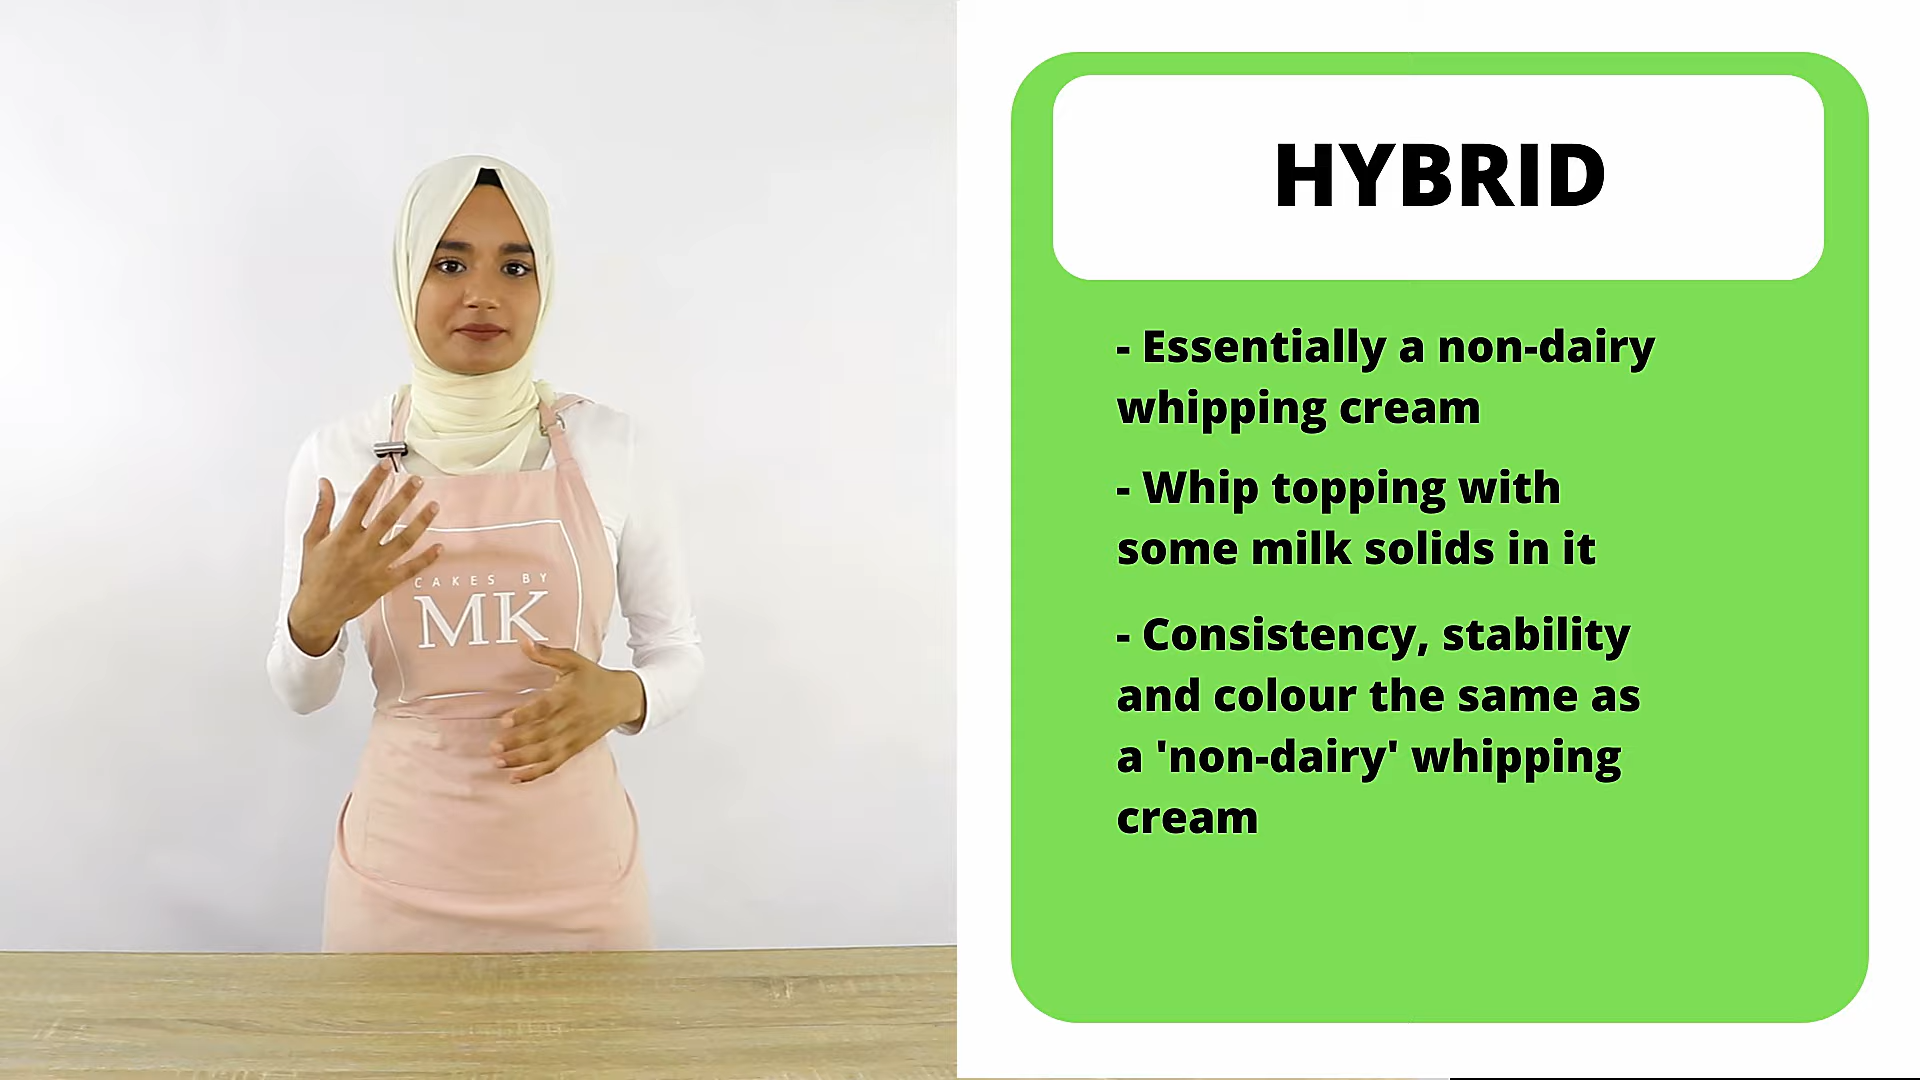 CAKES BY
MK
HYBRID
- Essentially a non-dairy
whipping cream
- Whip topping with
some milk solids in it
- Consistency, stability
and colour the same as
a 'non-dairy' whipping
cream